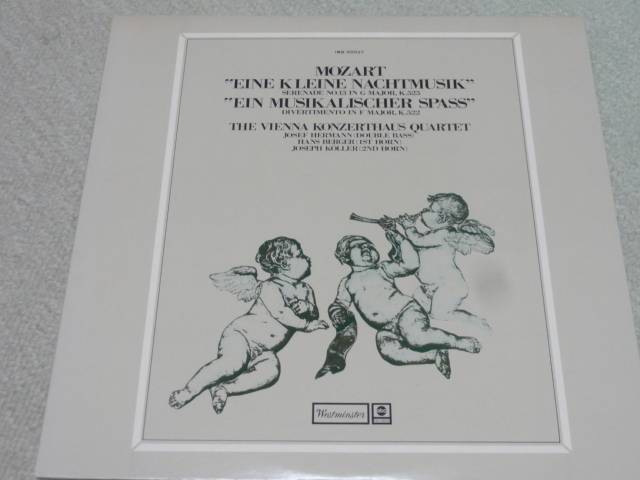 MOZART
"EINE KLEINE NACHTMUSIK"
SERENADE NO.13 IN G MAJOR, K.525
"EIN MUSIKALISCHER SPASS"
DIVERTIMENTO IN F MAJOR, K.522
THE VIENNA KONZERTHAUS QUARTET
JOSEF HERMANN (DOUBLE BASS)
HANS BERGER (1ST HORN)
JOSEPH KOLLER (2ND HORN)
Westminster abc